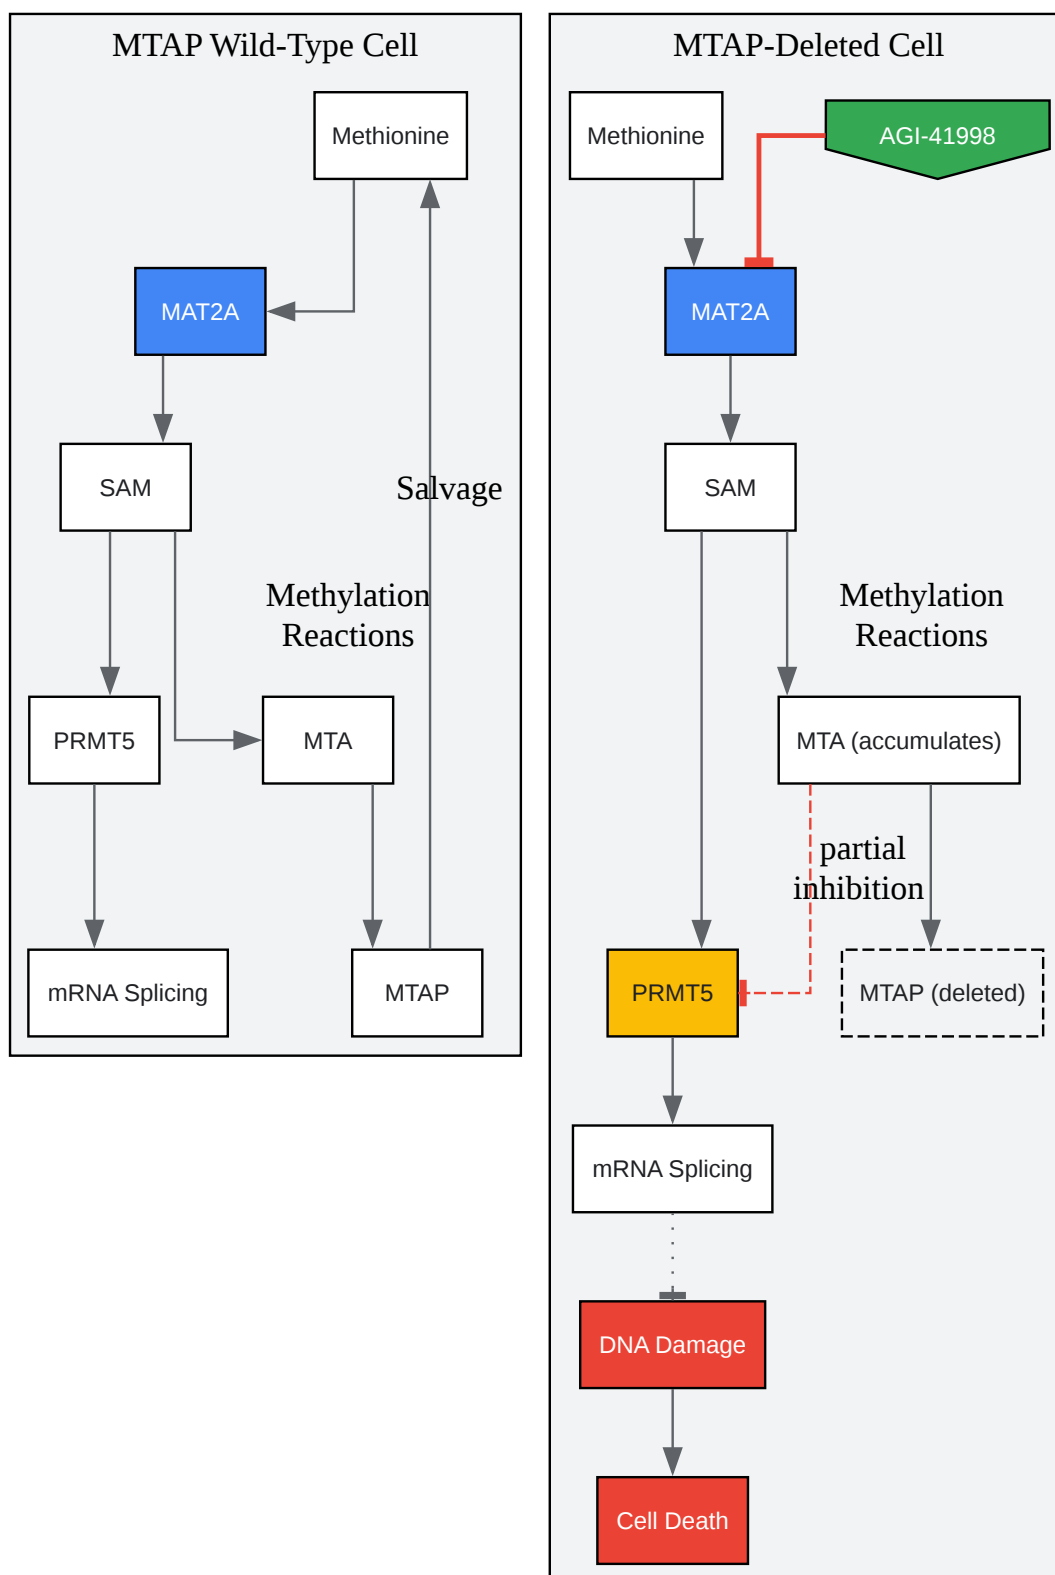 MTAP Wild-Type Cell
Methionine
MAT2A
SAM
Salvage
Methylation
Reactions
PRMT5
MTA
mRNA Splicing
MTAP
MTAP-Deleted Cell
Methionine
AGI-41998
MAT2A
SAM
Methylation
Reactions
MTA (accumulates)
partial
inhibition
PRMT5
MTAP (deleted)
mRNA Splicing
DNA Damage
Cell Death